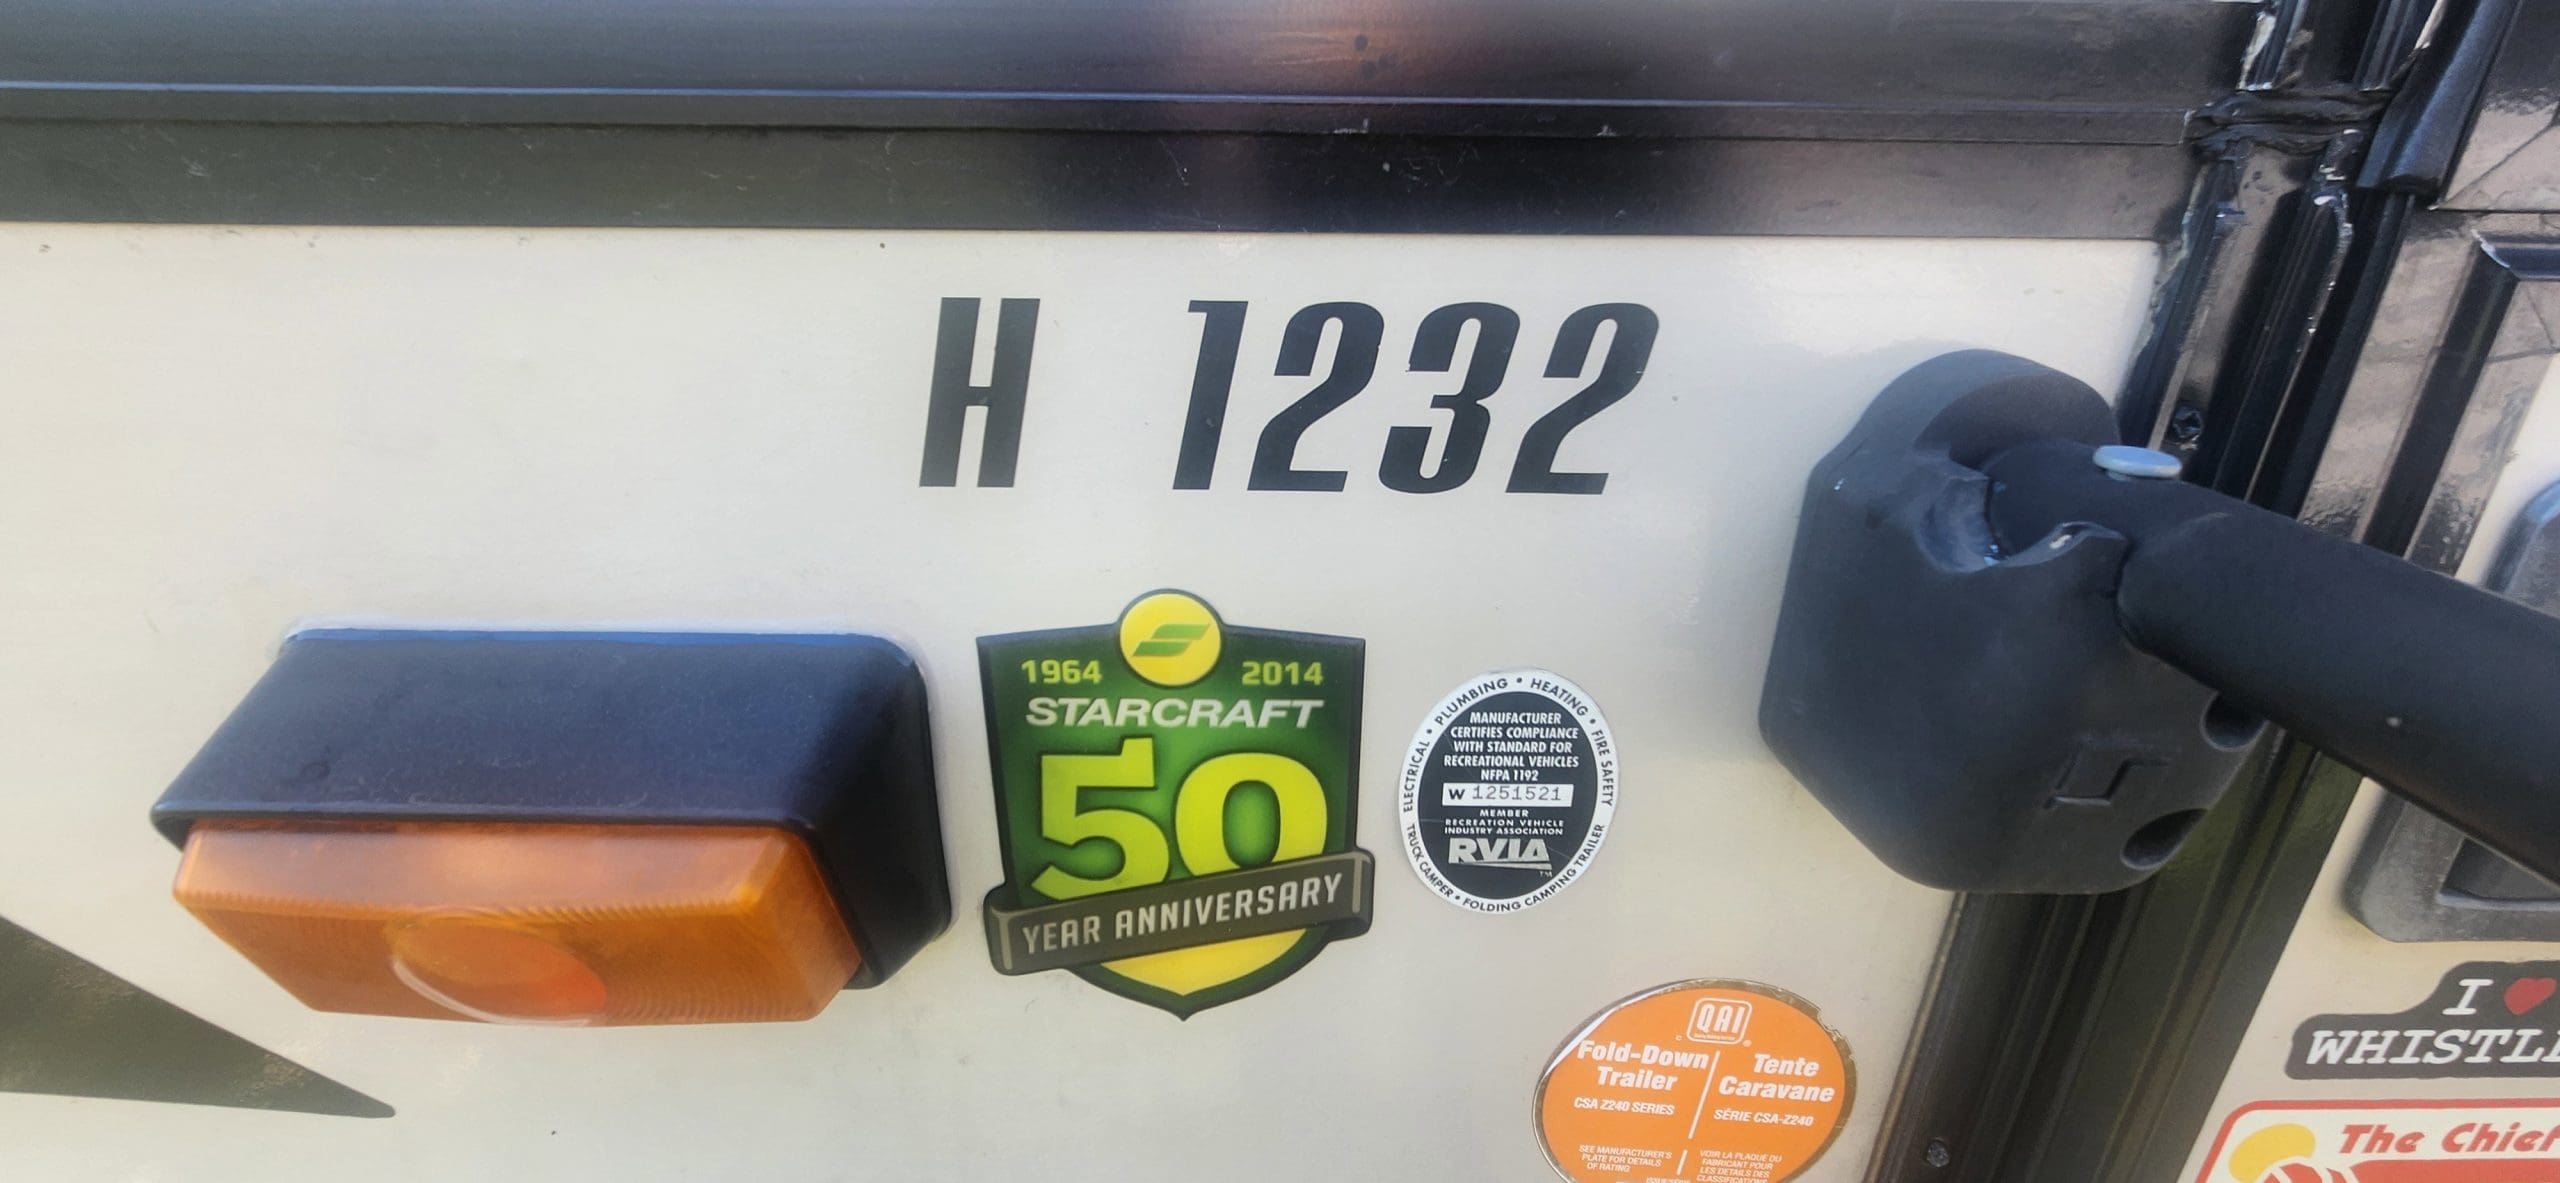 H 1232
1964 2014
STARCRAFT
50
YEAR ANNIVERSARY
ELECTRICAL • PLUMBING • HEATING • FIRE SAFETY
MANUFACTURER
CERTIFIES COMPLIANCE
WITH STANDARD FOR
RECREATIONAL VEHICLES
NFPA 1192
W 1251521
MEMBER
RECREATION VEHICLE
INDUSTRY ASSOCIATION
RVIA
TM
TRUCK CAMPER • FOLDING CAMPING TRAILER
QAI
Fold-Down
Trailer
CSA Z240 SERIES
SEE MANUFACTURER'S
PLATE FOR DETAILS
OF RATING
Tente
Caravane
SÉRIE CSA-Z240
VOIR LA PLAQUE DU
FABRICANT POUR
LES DETAILS DES
CLASSIFICATIONS
I ❤
WHISTL
The Chief